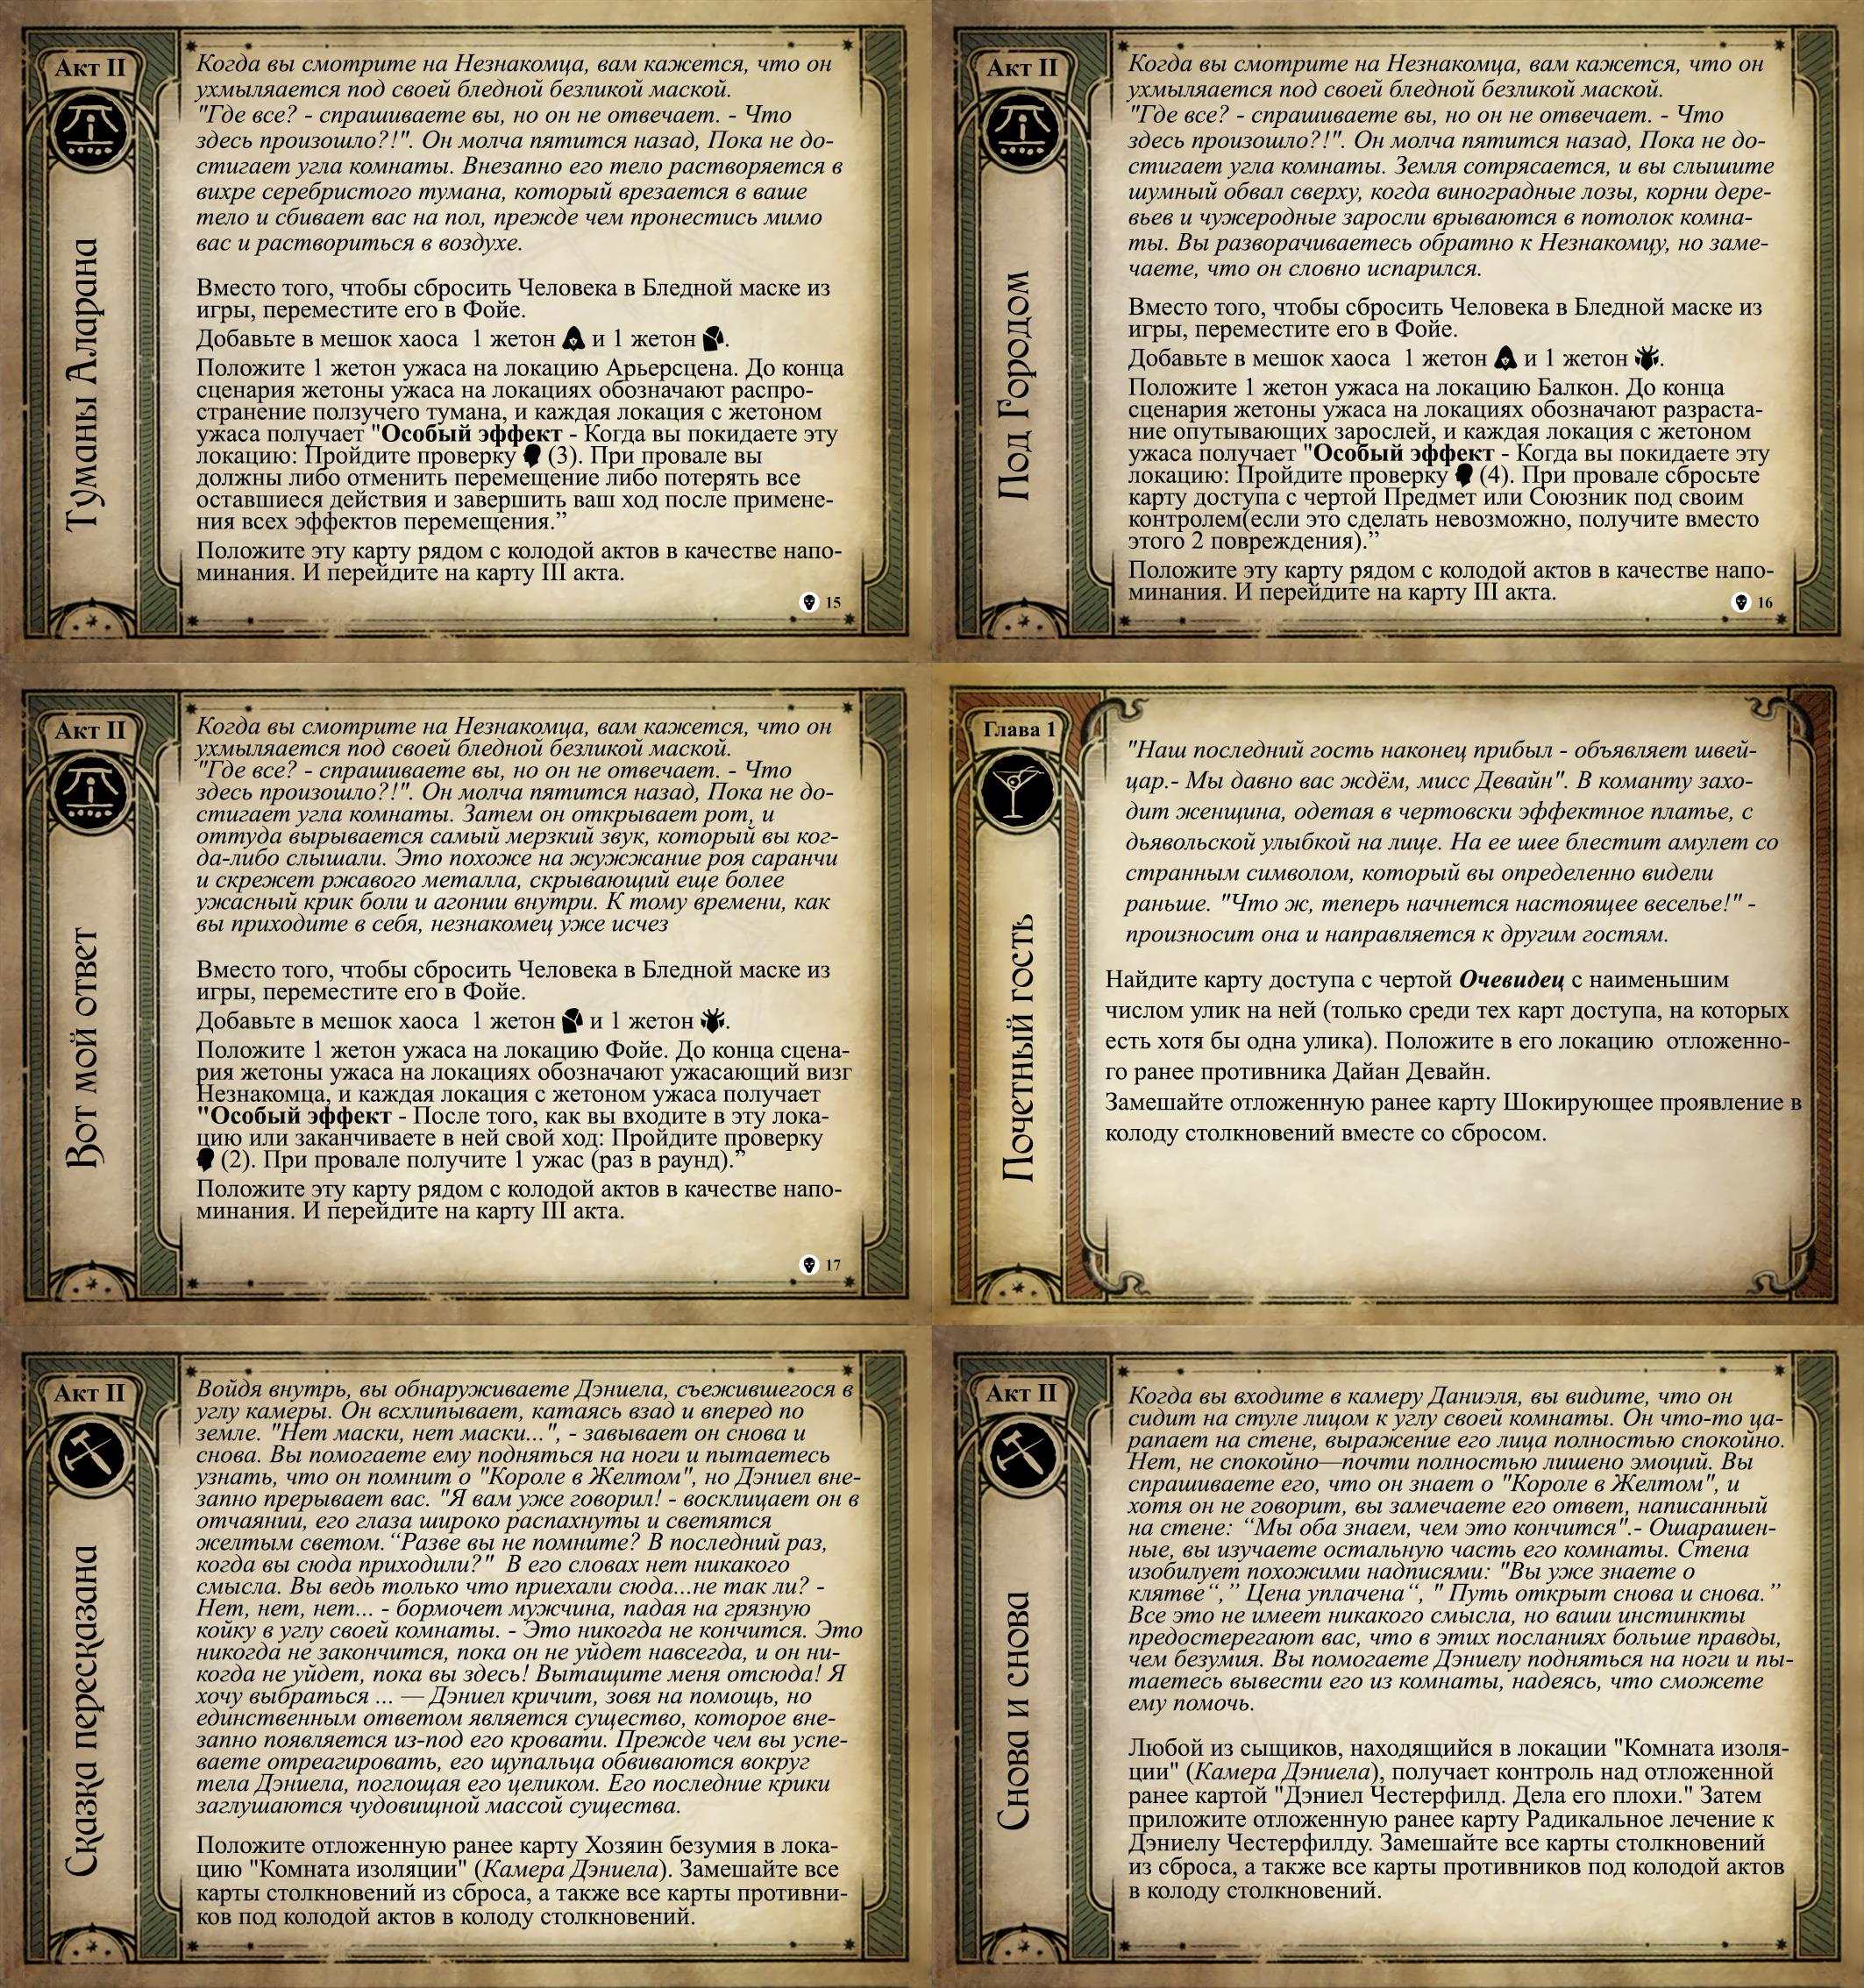 Акт II
Туманы Аларана
Когда вы смотрите на Незнакомца, вам кажется, что он
ухмыляается под своей бледной безликой маской.
"Где все? - спрашиваете вы, но он не отвечает. - Что
здесь произошло?!". Он молча пятится назад, Пока не до-
стигает угла комнаты. Внезапно его тело растворяется в
вихре серебристого тумана, который врезается в ваше
тело и сбивает вас на пол, прежде чем пронестись мимо
вас и раствориться в воздухе.
Вместо того, чтобы сбросить Человека в Бледной маске из
игры, переместите его в Фойе.
Добавьте в мешок хаоса 1 жетон и 1 жетон .
Положите 1 жетон ужаса на локацию Арьерсцена. До конца
сценария жетоны ужаса на локациях обозначают распро-
странение ползучего тумана, и каждая локация с жетоном
ужаса получает "Особый эффект - Когда вы покидаете эту
локацию: Пройдите проверку (3). При провале вы
должны либо отменить перемещение либо потерять все
оставшиеся действия и завершить ваш ход после примене-
ния всех эффектов перемещения.”
Положите эту карту рядом с колодой актов в качестве напо-
минания. И перейдите на карту III акта.
15
Акт II
Под Городом
Когда вы смотрите на Незнакомца, вам кажется, что он
ухмыляается под своей бледной безликой маской.
"Где все? - спрашиваете вы, но он не отвечает. - Что
здесь произошло?!". Он молча пятится назад, Пока не до-
стигает угла комнаты. Земля сотрясается, и вы слышите
шумный обвал сверху, когда виноградные лозы, корни дере-
вьев и чужеродные заросли врываются в потолок комна-
ты. Вы разворачиваетесь обратно к Незнакомцу, но заме-
чаете, что он словно испарился.
Вместо того, чтобы сбросить Человека в Бледной маске из
игры, переместите его в Фойе.
Добавьте в мешок хаоса 1 жетон и 1 жетон .
Положите 1 жетон ужаса на локацию Балкон. До конца
сценария жетоны ужаса на локациях обозначают разраста-
ние опутывающих зарослей, и каждая локация с жетоном
ужаса получает "Особый эффект - Когда вы покидаете эту
локацию: Пройдите проверку (4). При провале сбросьте
карту доступа с чертой Предмет или Союзник под своим
контролем(если это сделать невозможно, получите вместо
этого 2 повреждения).”
Положите эту карту рядом с колодой актов в качестве напо-
минания. И перейдите на карту III акта.
16
Акт II
Вот мой ответ
Когда вы смотрите на Незнакомца, вам кажется, что он
ухмыляается под своей бледной безликой маской.
"Где все? - спрашиваете вы, но он не отвечает. - Что
здесь произошло?!". Он молча пятится назад, Пока не до-
стигает угла комнаты. Затем он открывает рот, и
оттуда вырывается самый мерзкий звук, который вы ког-
да-либо слышали. Это похоже на жужжание роя саранчи
и скрежет ржавого металла, скрывающий еще более
ужасный крик боли и агонии внутри. К тому времени, как
вы приходите в себя, незнакомец уже исчез
Вместо того, чтобы сбросить Человека в Бледной маске из
игры, переместите его в Фойе.
Добавьте в мешок хаоса 1 жетон и 1 жетон .
Положите 1 жетон ужаса на локацию Фойе. До конца сцена-
рия жетоны ужаса на локациях обозначают ужасающий визг
Незнакомца, и каждая локация с жетоном ужаса получает
"Особый эффект - После того, как вы входите в эту лока-
цию или заканчиваете в ней свой ход: Пройдите проверку
(2). При провале получите 1 ужас (раз в раунд).”
Положите эту карту рядом с колодой актов в качестве напо-
минания. И перейдите на карту III акта.
17
Глава 1
Почетный гость
"Наш последний гость наконец прибыл - объявляет швей-
цар.- Мы давно вас ждём, мисс Девайн". В команту захо-
дит женщина, одетая в чертовски эффектное платье, с
дьявольской улыбкой на лице. На ее шее блестит амулет со
странным символом, который вы определенно видели
раньше. "Что ж, теперь начнется настоящее веселье!" -
произносит она и направляется к другим гостям.
Найдите карту доступа с чертой Очевидец с наименьшим
числом улик на ней (только среди тех карт доступа, на которых
есть хотя бы одна улика). Положите в его локацию отложенно-
го ранее противника Дайан Девайн.
Замешайте отложенную ранее карту Шокирующее проявление в
колоду столкновений вместе со сбросом.
Акт II
Сказка пересказана
Войдя внутрь, вы обнаруживаете Дэниела, съежившегося в
углу камеры. Он всхлипывает, катаясь взад и вперед по
земле. "Нет маски, нет маски...", - завывает он снова и
снова. Вы помогаете ему подняться на ноги и пытаетесь
узнать, что он помнит о "Короле в Желтом", но Дэниел вне-
запно прерывает вас. "Я вам уже говорил! - восклицает он в
отчаянии, его глаза широко распахнуты и светятся
желтым светом.“Разве вы не помните? В последний раз,
когда вы сюда приходили?" В его словах нет никакого
смысла. Вы ведь только что приехали сюда...не так ли? -
Нет, нет, нет... - бормочет мужчина, падая на грязную
койку в углу своей комнаты. - Это никогда не кончится. Это
никогда не закончится, пока он не уйдет навсегда, и он ни-
когда не уйдет, пока вы здесь! Вытащите меня отсюда! Я
хочу выбраться ... — Дэниел кричит, зовя на помощь, но
единственным ответом является существо, которое вне-
запно появляется из-под его кровати. Прежде чем вы успе-
ваете отреагировать, его щупальца обвиваются вокруг
тела Дэниела, поглощая его целиком. Его последние крики
заглушаются чудовищной массой существа.
Положите отложенную ранее карту Хозяин безумия в лока-
цию "Комната изоляции" (Камера Дэниела). Замешайте все
карты столкновений из сброса, а также все карты противни-
ков под колодой актов в колоду столкновений.
Акт II
Снова и снова
Когда вы входите в камеру Даниэля, вы видите, что он
сидит на стуле лицом к углу своей комнаты. Он что-то ца-
рапает на стене, выражение его лица полностью спокойно.
Нет, не спокойно—почти полностью лишено эмоций. Вы
спрашиваете его, что он знает о "Короле в Желтом", и
хотя он не говорит, вы замечаете его ответ, написанный
на стене: “Мы оба знаем, чем это кончится".- Ошарашен-
ные, вы изучаете остальную часть его комнаты. Стена
изобилует похожими надписями: "Вы уже знаете о
клятве“,” Цена уплачена“, " Путь открыт снова и снова.”
Все это не имеет никакого смысла, но ваши инстинкты
предостерегают вас, что в этих посланиях больше правды,
чем безумия. Вы помогаете Дэниелу подняться на ноги и пы-
таетесь вывести его из комнаты, надеясь, что сможете
ему помочь.
Любой из сыщиков, находящийся в локации "Комната изоля-
ции" (Камера Дэниела), получает контроль над отложенной
ранее картой "Дэниел Честерфилд. Дела его плохи." Затем
приложите отложенную ранее карту Радикальное лечение к
Дэниелу Честерфилду. Замешайте все карты столкновений
из сброса, а также все карты противников под колодой актов
в колоду столкновений.